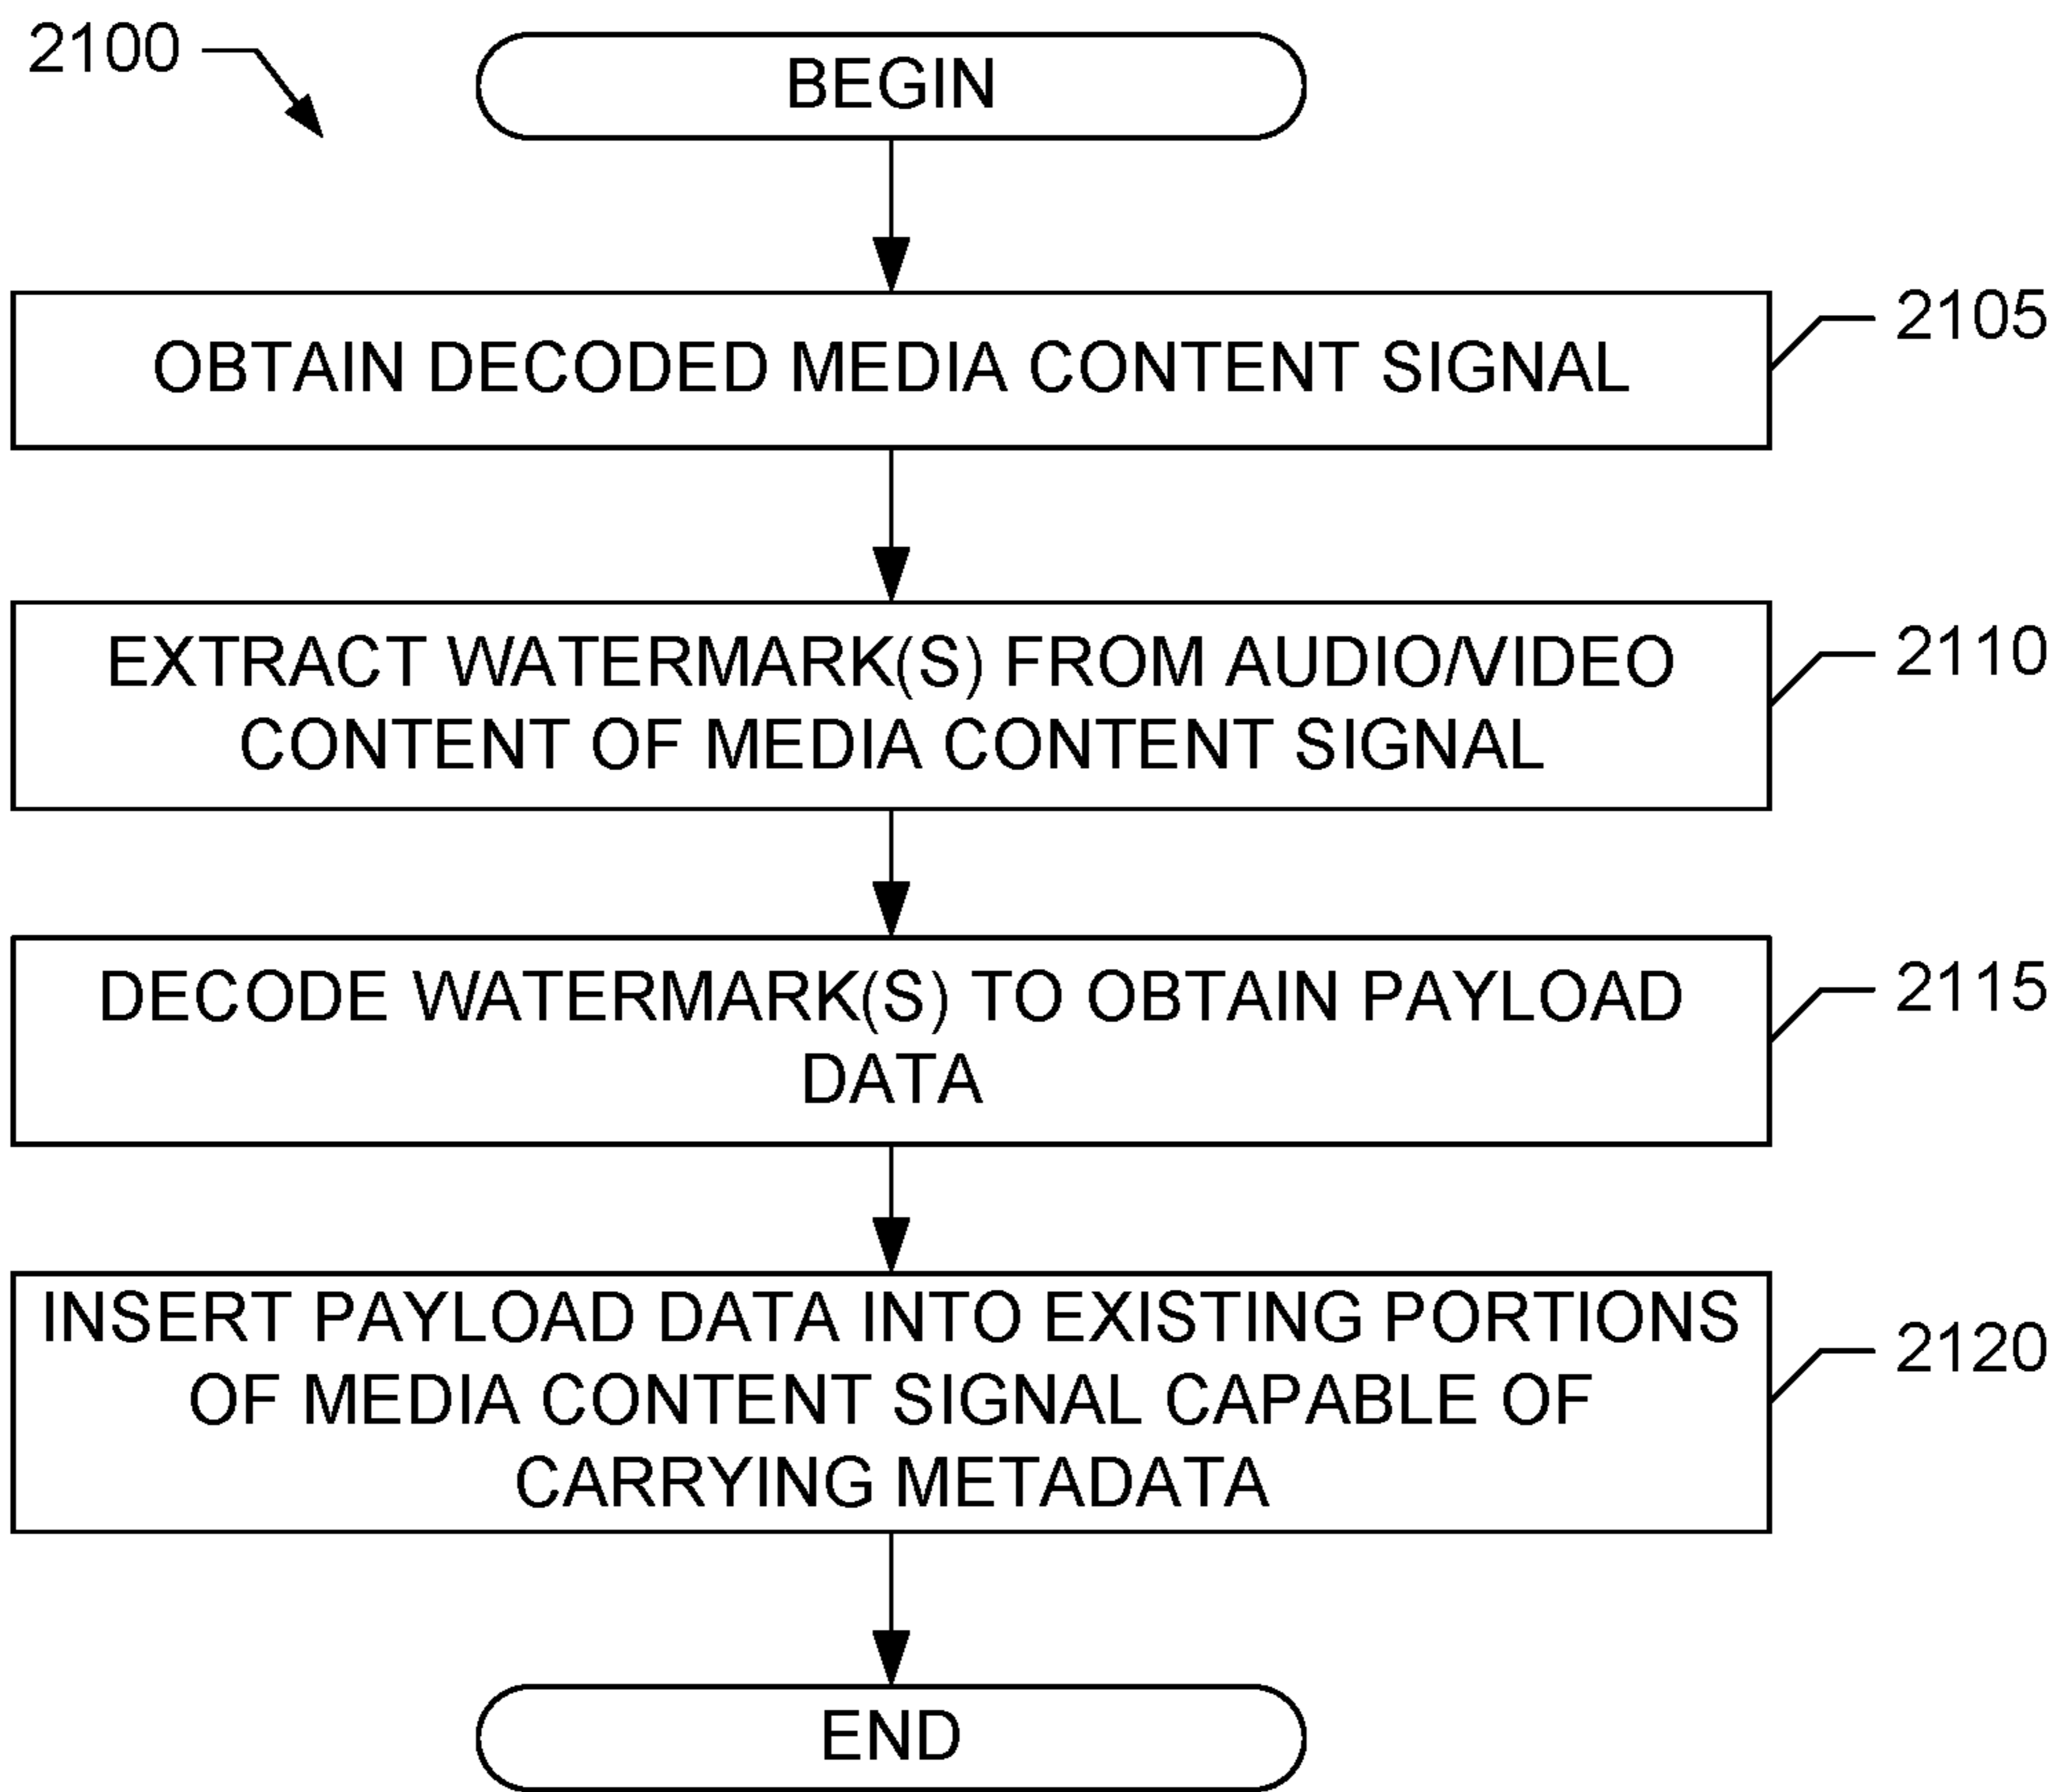 2100
BEGIN
OBTAIN DECODED MEDIA CONTENT SIGNAL
2105
EXTRACT WATERMARK(S) FROM AUDIO/VIDEO
CONTENT OF MEDIA CONTENT SIGNAL
2110
DECODE WATERMARK(S) TO OBTAIN PAYLOAD
DATA
2115
INSERT PAYLOAD DATA INTO EXISTING PORTIONS
OF MEDIA CONTENT SIGNAL CAPABLE OF
CARRYING METADATA
2120
END